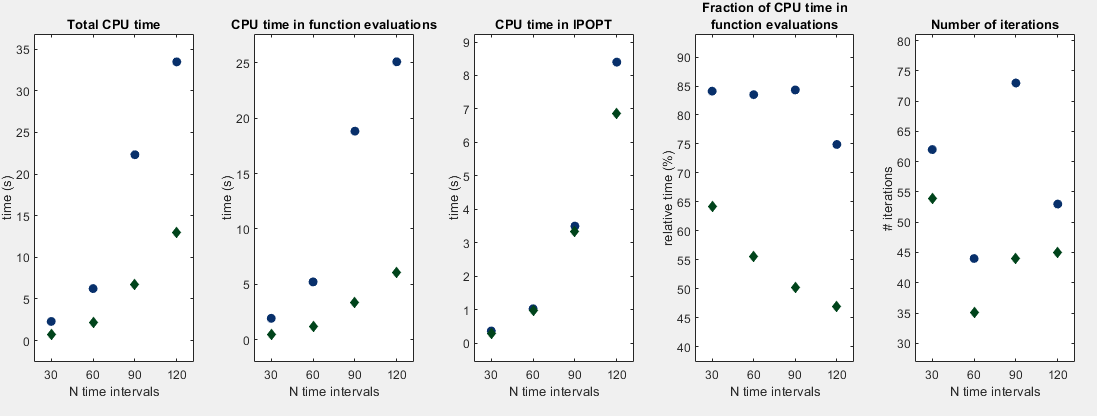 Total CPU time
35
30
25
20
15
10
5
0
time (s)
30 60 90 120
N time intervals
CPU time in function evaluations
25
20
15
10
5
0
time (s)
30 60 90 120
N time intervals
CPU time in IPOPT
9
8
7
6
5
4
3
2
1
0
time (s)
30 60 90 120
N time intervals
Fraction of CPU time in
function evaluations
90
85
80
75
70
65
60
55
50
45
40
relative time (%)
30 60 90 120
N time intervals
Number of iterations
80
75
70
65
60
55
50
45
40
35
30
# iterations
30 60 90 120
N time intervals